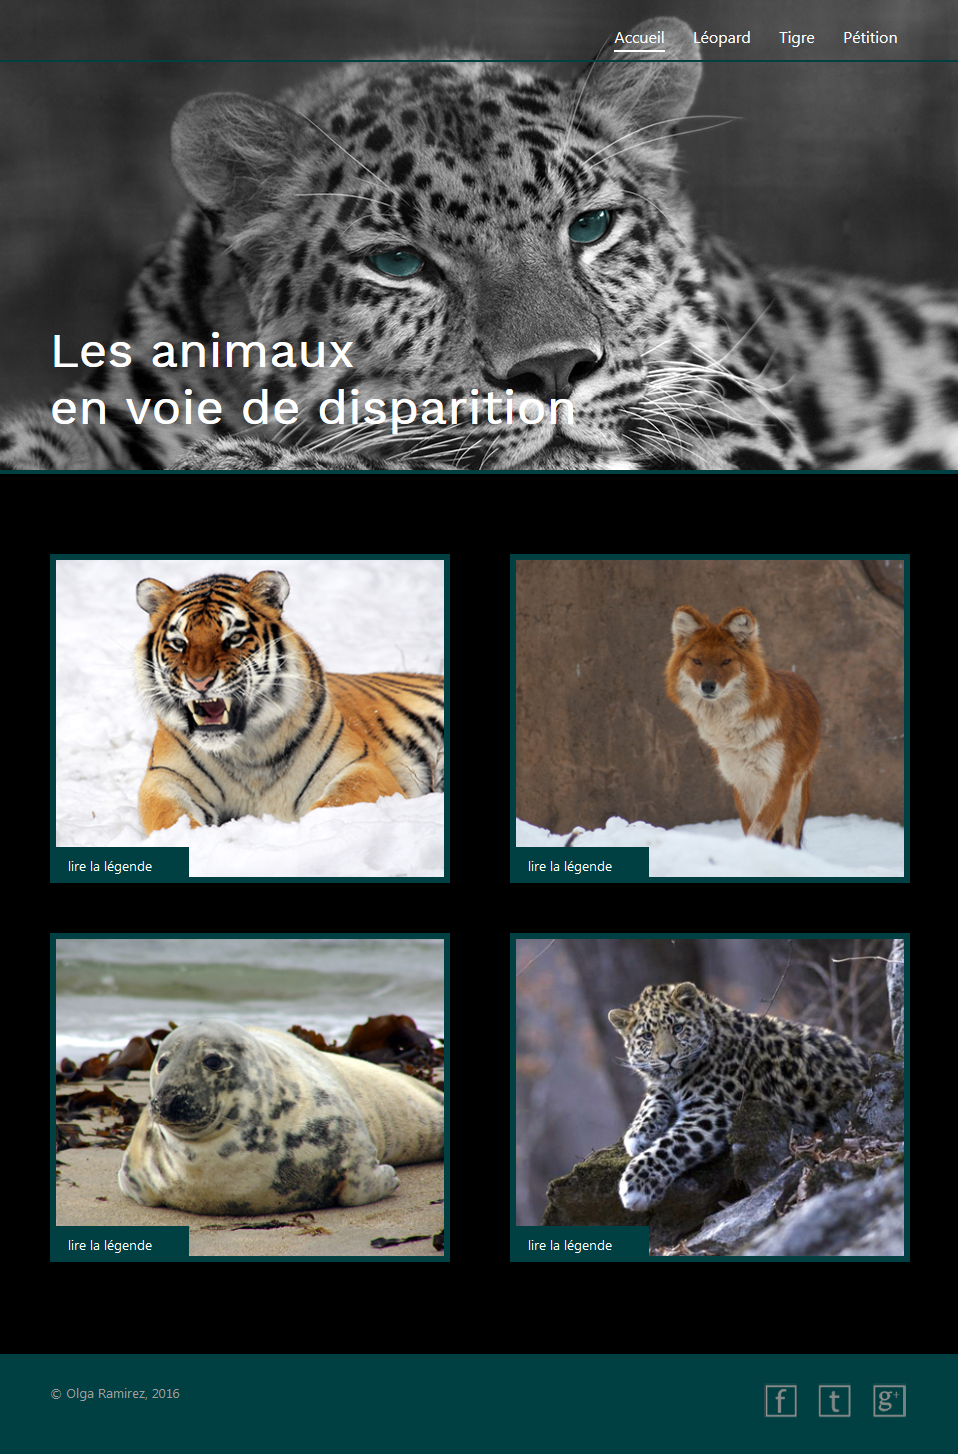 Accueil Léopard Tigre Pétition
Les animaux
en voie de disparition
lire la légende
lire la légende
lire la légende
lire la légende
© Olga Ramirez, 2016
f t g+